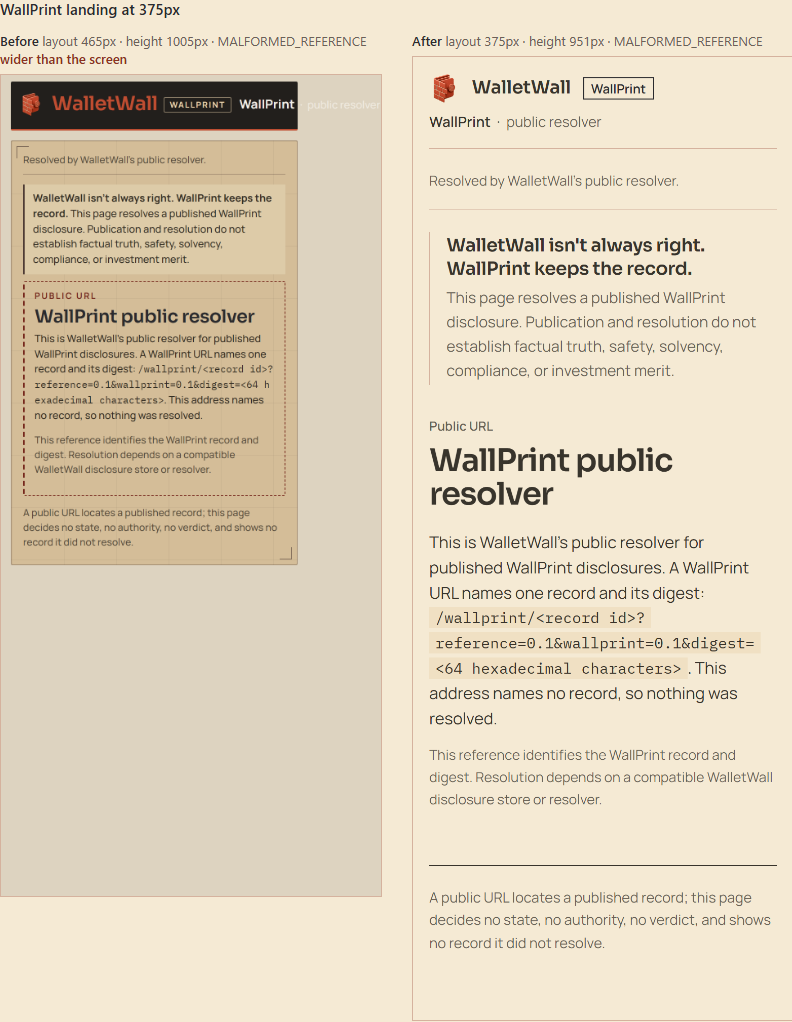 WallPrint landing at 375px
Before layout 465px · height 1005px · MALFORMED_REFERENCE
wider than the screen
WalletWall WALLPRINT WallPrint · public resolver
Resolved by WalletWall's public resolver.
WalletWall isn't always right. WallPrint keeps the
record. This page resolves a published WallPrint
disclosure. Publication and resolution do not
establish factual truth, safety, solvency,
compliance, or investment merit.
PUBLIC URL
WallPrint public resolver
This is WalletWall's public resolver for published
WallPrint disclosures. A WallPrint URL names one
record and its digest: /wallprint/<record id>?
reference=0.1&wallprint=0.1&digest=<64 h
exadecimal characters>. This address names
no record, so nothing was resolved.
This reference identifies the WallPrint record and
digest. Resolution depends on a compatible
WalletWall disclosure store or resolver.
A public URL locates a published record; this page
decides no state, no authority, no verdict, and shows no
record it did not resolve.
After layout 375px · height 951px · MALFORMED_REFERENCE
WalletWall WallPrint
WallPrint · public resolver
Resolved by WalletWall's public resolver.
WalletWall isn't always right.
WallPrint keeps the record.
This page resolves a published WallPrint
disclosure. Publication and resolution do not
establish factual truth, safety, solvency,
compliance, or investment merit.
Public URL
WallPrint public
resolver
This is WalletWall's public resolver for
published WallPrint disclosures. A WallPrint
URL names one record and its digest:
/wallprint/<record id>?
reference=0.1&wallprint=0.1&digest=
<64 hexadecimal characters>. This
address names no record, so nothing was
resolved.
This reference identifies the WallPrint record and
digest. Resolution depends on a compatible WalletWall
disclosure store or resolver.
A public URL locates a published record; this page
decides no state, no authority, no verdict, and shows
no record it did not resolve.